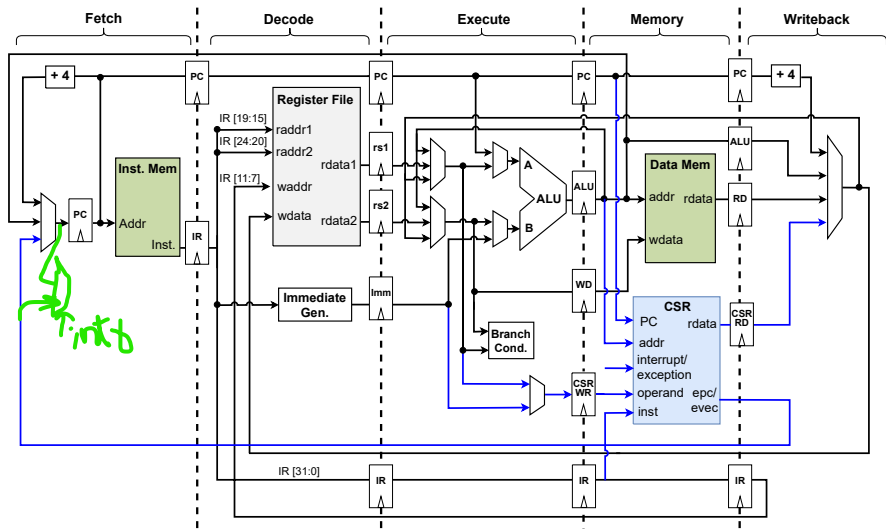 Fetch
Decode
Execute
Memory
Writeback
+ 4
PC
PC
PC
PC
+ 4
IR [19:15]
Register File
raddr1
IR [24:20]
raddr2
rdata1
IR [11:7]
waddr
wdata
rdata2
rs1
rs2
A
ALU
B
ALU
ALU
Data Mem
addr
rdata
RD
wdata
Inst. Mem
PC
Addr
Inst.
IR
Immediate
Gen.
Imm
WD
Branch
Cond.
CSR
PC
rdata
addr
interrupt/
exception
operand
epc/
evec
inst
CSR
RD
CSR
WR
IR [31:0]
IR
IR
IR